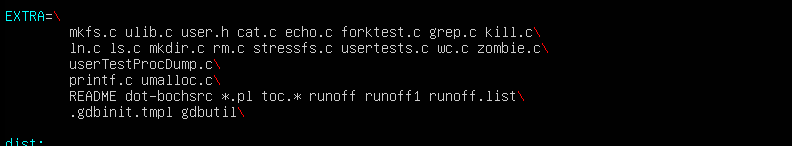 EXTRA=\
mkfs.c ulib.c user.h cat.c echo.c forktest.c grep.c kill.c\
ln.c ls.c mkdir.c rm.c stressfs.c usertests.c wc.c zombie.c\
userTestProcDump.c\
printf.c umalloc.c\
README dot-bochsrc *.pl toc.* runoff runoff1 runoff.list\
.gdbinit.tmpl gdbutil\
dist: